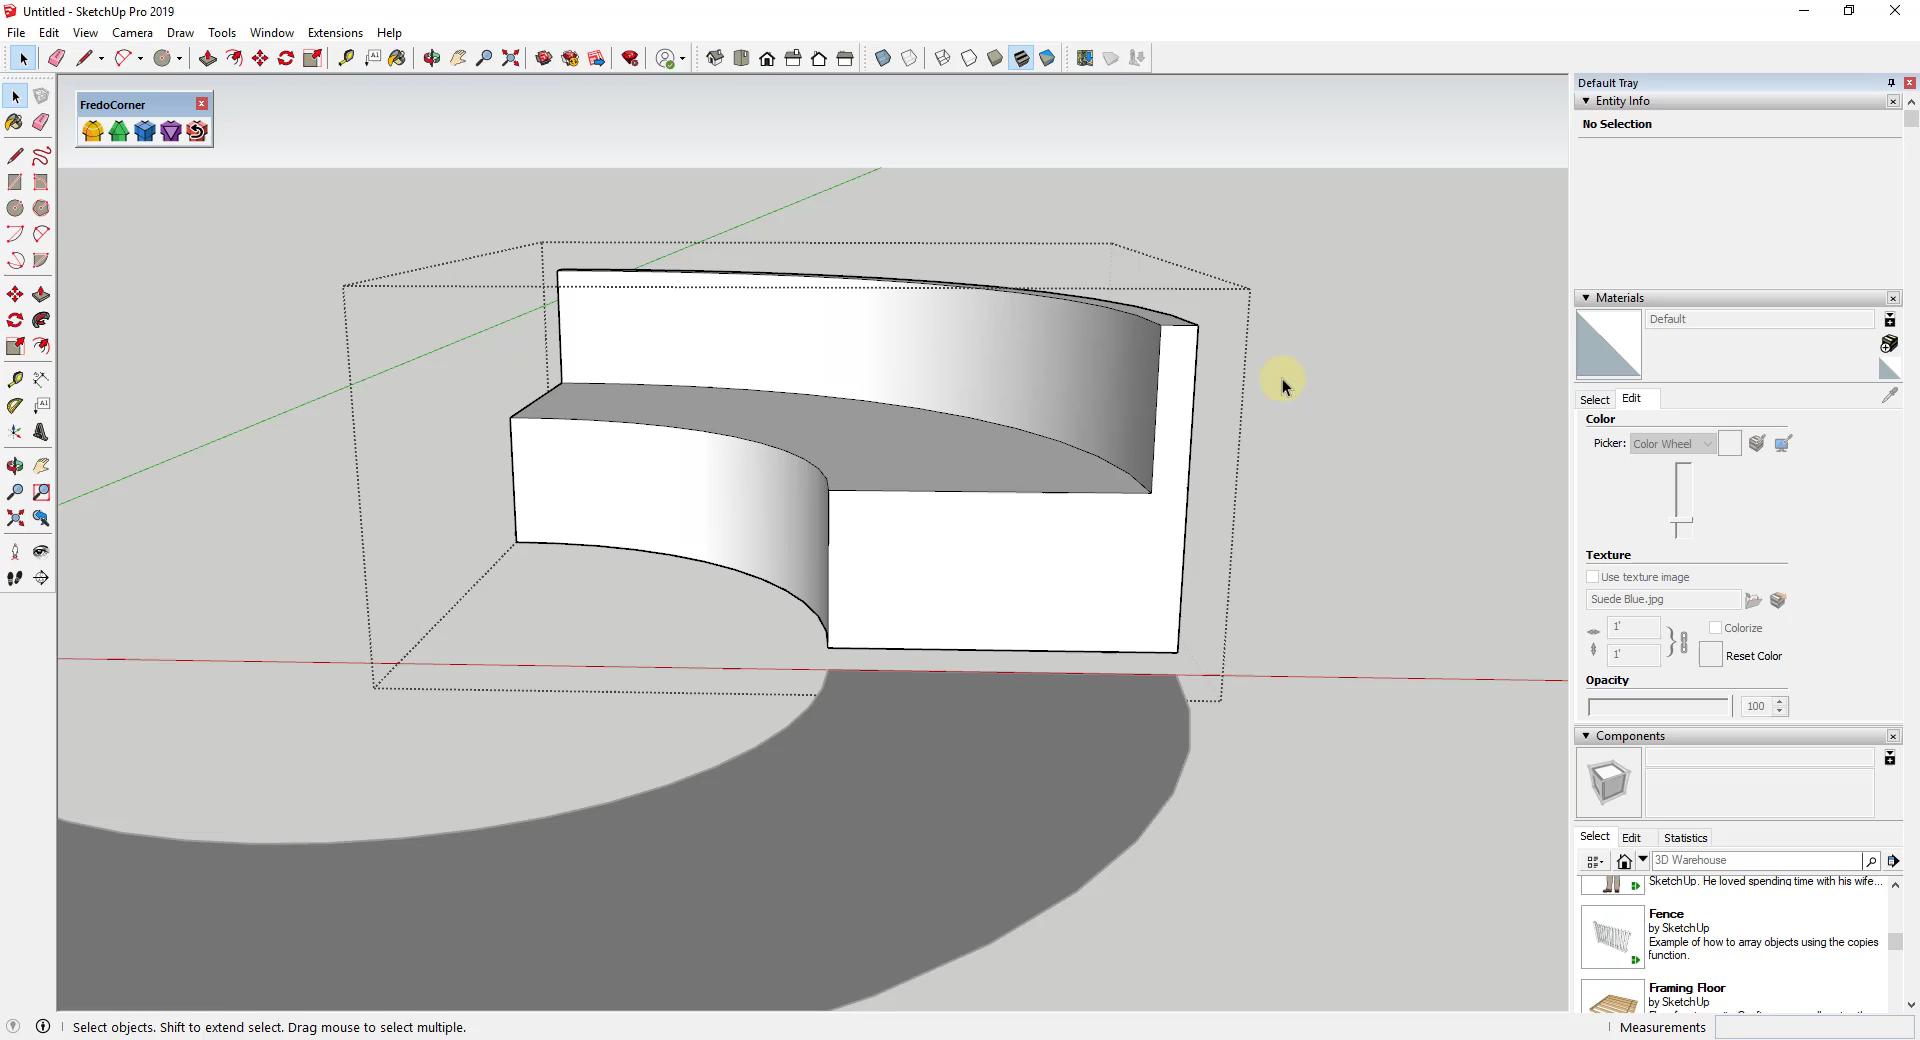 Untitled - SketchUp Pro 2019
File Edit View Camera Draw Tools Window Extensions Help
FredoCorner
Default Tray
Entity Info
No Selection
Materials
Default
Select Edit
Color
Picker: Color Wheel
Texture
Use texture image
Suede Blue.jpg
1' Colorize
1' Reset Color
Opacity
100
Components
Select Edit Statistics
3D Warehouse
SketchUp. He loved spending time with his wife...
Fence
by SketchUp
Example of how to array objects using the copies
function.
Framing Floor
by SketchUp
Select objects. Shift to extend select. Drag mouse to select multiple.
Measurements